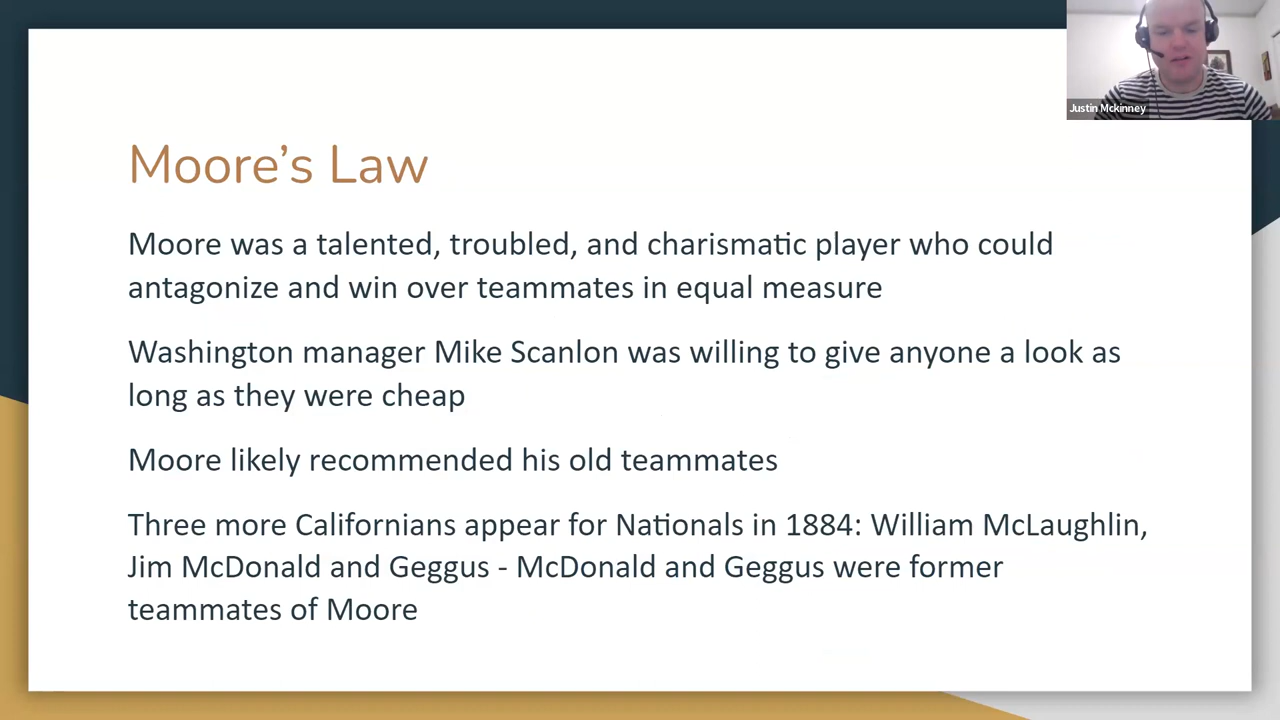 Justin Mckinney
Moore’s Law
Moore was a talented, troubled, and charismatic player who could
antagonize and win over teammates in equal measure
Washington manager Mike Scanlon was willing to give anyone a look as
long as they were cheap
Moore likely recommended his old teammates
Three more Californians appear for Nationals in 1884: William McLaughlin,
Jim McDonald and Geggus - McDonald and Geggus were former
teammates of Moore